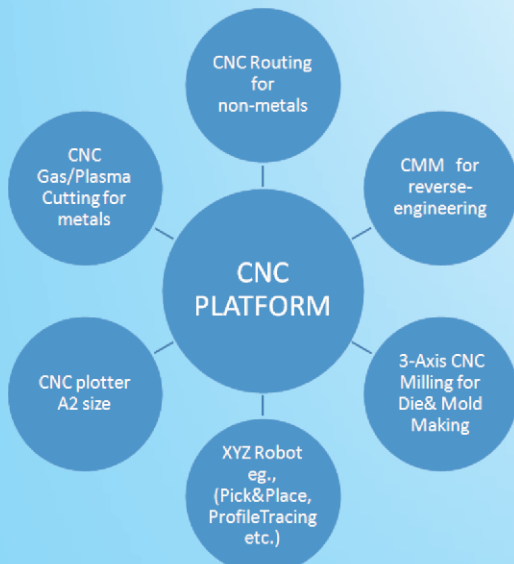 CNC Routing
for
non-metals
CMM for
reverse-
engineering
3-Axis CNC
Milling for
Die& Mold
Making
XYZ Robot
eg.,
(Pick&Place,
ProfileTracing
etc.)
CNC plotter
A2 size
CNC
Gas/Plasma
Cutting for
metals
CNC
PLATFORM